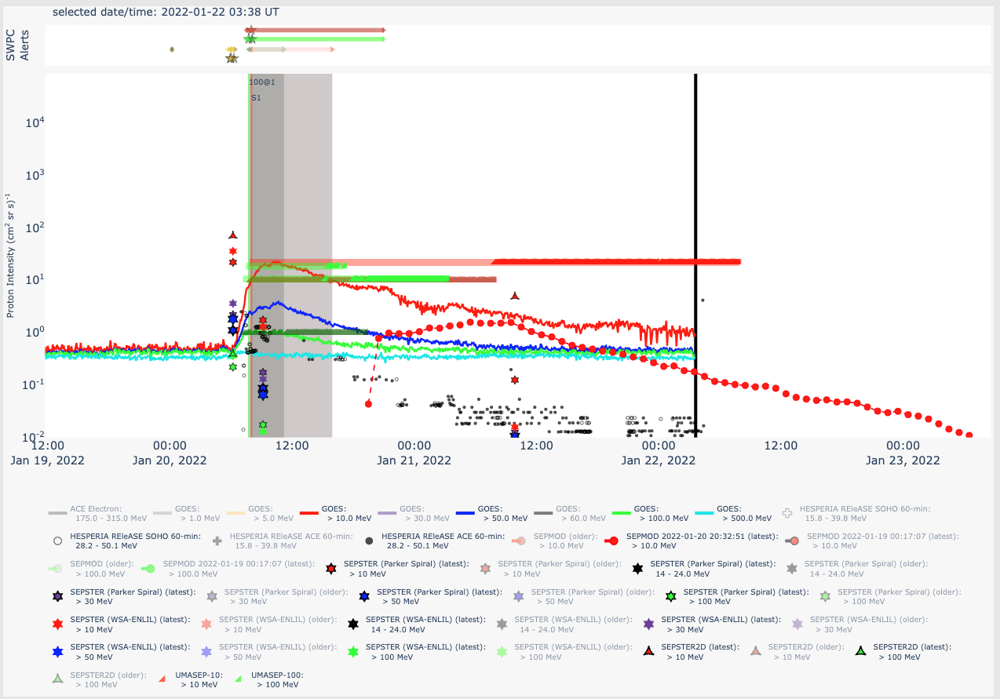 selected date/time: 2022-01-22 03:38 UT
SWPC
Alerts
100@1
S1
Proton Intensity (cm² sr s)⁻¹
10⁴
10³
10²
10¹
10⁰
10⁻¹
10⁻²
12:00 00:00 12:00 00:00 12:00 00:00 12:00 00:00
Jan 19, 2022 Jan 20, 2022 Jan 21, 2022 Jan 22, 2022 Jan 23, 2022
ACE Electron: GOES: GOES: GOES: GOES: GOES: GOES: GOES: GOES: HESPERIA REleASE SOHO 60-min:
175.0 - 315.0 MeV > 1.0 MeV > 5.0 MeV > 10.0 MeV > 30.0 MeV > 50.0 MeV > 60.0 MeV > 100.0 MeV > 500.0 MeV 15.8 - 39.8 MeV
HESPERIA REleASE SOHO 60-min: HESPERIA REleASE ACE 60-min: HESPERIA REleASE ACE 60-min: SEPMOD (older): SEPMOD 2022-01-20 20:32:51 (latest): SEPMOD 2022-01-19 00:17:07 (latest):
28.2 - 50.1 MeV 15.8 - 39.8 MeV 28.2 - 50.1 MeV > 10.0 MeV > 10.0 MeV > 10.0 MeV
SEPMOD (older): SEPMOD 2022-01-19 00:17:07 (latest): SEPSTER (Parker Spiral) (latest): SEPSTER (Parker Spiral) (older): SEPSTER (Parker Spiral) (latest): SEPSTER (Parker Spiral) (older):
> 100.0 MeV > 100.0 MeV > 10 MeV > 10 MeV 14 - 24.0 MeV 14 - 24.0 MeV
SEPSTER (Parker Spiral) (latest): SEPSTER (Parker Spiral) (older): SEPSTER (Parker Spiral) (latest): SEPSTER (Parker Spiral) (older): SEPSTER (Parker Spiral) (latest): SEPSTER (Parker Spiral) (older):
> 30 MeV > 30 MeV > 50 MeV > 50 MeV > 100 MeV > 100 MeV
SEPSTER (WSA-ENLIL) (latest): SEPSTER (WSA-ENLIL) (older): SEPSTER (WSA-ENLIL) (latest): SEPSTER (WSA-ENLIL) (older): SEPSTER (WSA-ENLIL) (latest): SEPSTER (WSA-ENLIL) (older):
> 10 MeV > 10 MeV 14 - 24.0 MeV 14 - 24.0 MeV > 30 MeV > 30 MeV
SEPSTER (WSA-ENLIL) (latest): SEPSTER (WSA-ENLIL) (older): SEPSTER (WSA-ENLIL) (latest): SEPSTER (WSA-ENLIL) (older): SEPSTER2D (latest): SEPSTER2D (older): SEPSTER2D (latest):
> 50 MeV > 50 MeV > 100 MeV > 100 MeV > 10 MeV > 10 MeV > 100 MeV
SEPSTER2D (older): UMASEP-10: UMASEP-100:
> 100 MeV > 10 MeV > 100 MeV